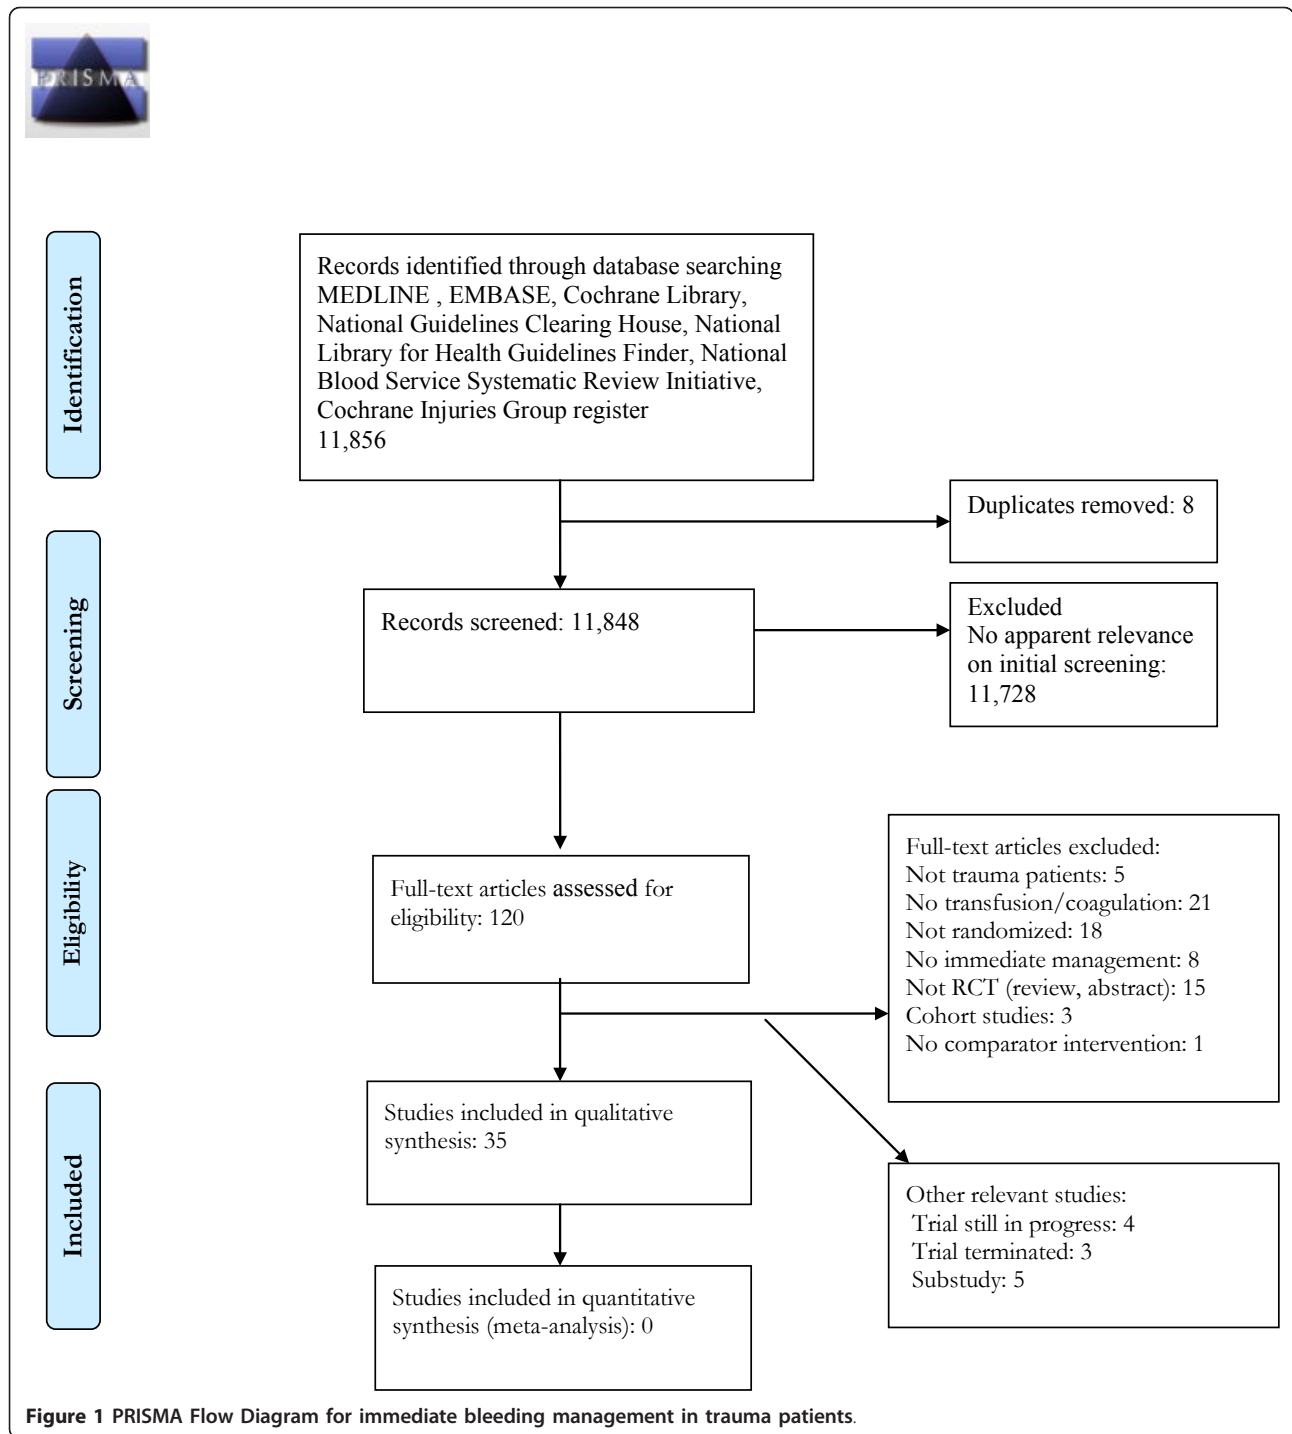 PRISMA
Identification
Records identified through database searching
MEDLINE , EMBASE, Cochrane Library,
National Guidelines Clearing House, National
Library for Health Guidelines Finder, National
Blood Service Systematic Review Initiative,
Cochrane Injuries Group register
11,856
Duplicates removed: 8
Screening
Records screened: 11,848
Excluded
No apparent relevance
on initial screening:
11,728
Eligibility
Full-text articles assessed for
eligibility: 120
Full-text articles excluded:
Not trauma patients: 5
No transfusion/coagulation: 21
Not randomized: 18
No immediate management: 8
Not RCT (review, abstract): 15
Cohort studies: 3
No comparator intervention: 1
Included
Studies included in qualitative
synthesis: 35
Other relevant studies:
Trial still in progress: 4
Trial terminated: 3
Substudy: 5
Studies included in quantitative
synthesis (meta-analysis): 0
Figure 1 PRISMA Flow Diagram for immediate bleeding management in trauma patients.